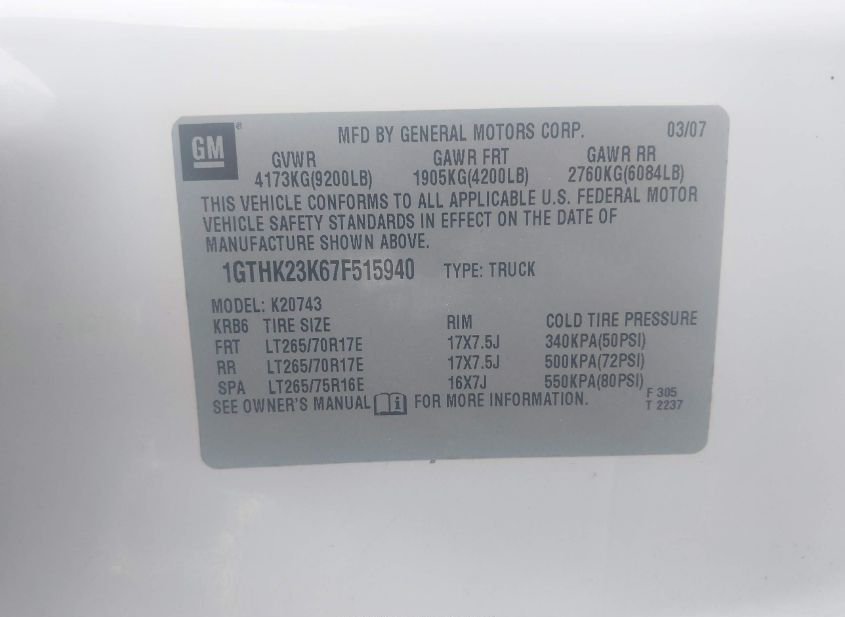 GM® MFD BY GENERAL MOTORS CORP. 03/07
GVWR GAWR FRT GAWR RR
4173KG(9200LB) 1905KG(4200LB) 2760KG(6084LB)
THIS VEHICLE CONFORMS TO ALL APPLICABLE U.S. FEDERAL MOTOR
VEHICLE SAFETY STANDARDS IN EFFECT ON THE DATE OF
MANUFACTURE SHOWN ABOVE.
1GTHK23K67F515940 TYPE: TRUCK
MODEL: K20743
KRB6 TIRE SIZE RIM COLD TIRE PRESSURE
FRT LT265/70R17E 17X7.5J 340KPA(50PSI)
RR LT265/70R17E 17X7.5J 500KPA(72PSI)
SPA LT265/75R16E 16X7J 550KPA(80PSI)
SEE OWNER'S MANUAL i FOR MORE INFORMATION.
F 305
T 2237